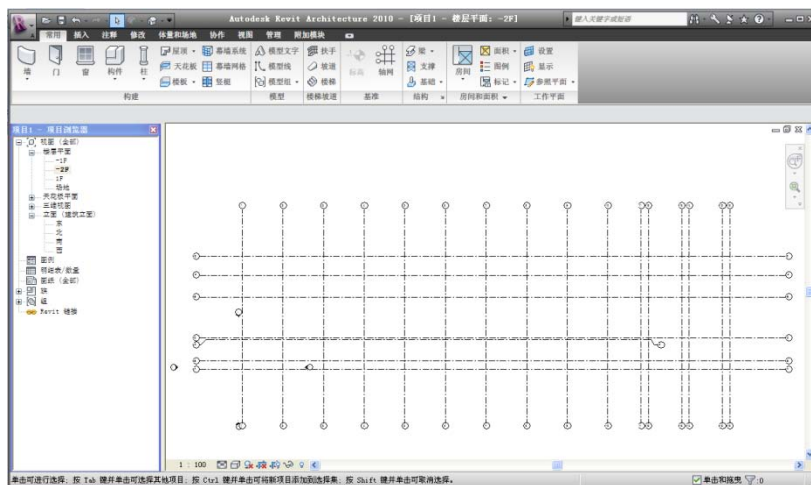 Autodesk Revit Architecture 2010 - [项目1 - 楼层平面: -2F]
键入关键字或短语
常用 插入 注释 修改 体量和场地 协作 视图 管理 附加模块
屋顶 幕墙系统 模型文字 扶手 梁 面积 设置
天花板 幕墙网格 模型线 坡道 支撑 图例 显示
楼板 竖梃 模型组 楼梯 基础 标记 参照平面
墙 门 窗 构件 柱 标高 轴网 房间
构建 模型 楼梯坡道 基准 结构 房间和面积 工作平面
项目1 - 项目浏览器
视图 (全部)
楼层平面
-1F
-2F
1F
场地
天花板平面
三维视图
立面 (建筑立面)
东
北
南
西
图例
明细表/数量
图纸 (全部)
族
组
Revit 链接
1 : 100
单击可进行选择; 按 Tab 键并单击可选择其他项目; 按 Ctrl 键并单击可将新项目添加到选择集; 按 Shift 键并单击可取消选择。
单击和拖曳
:0